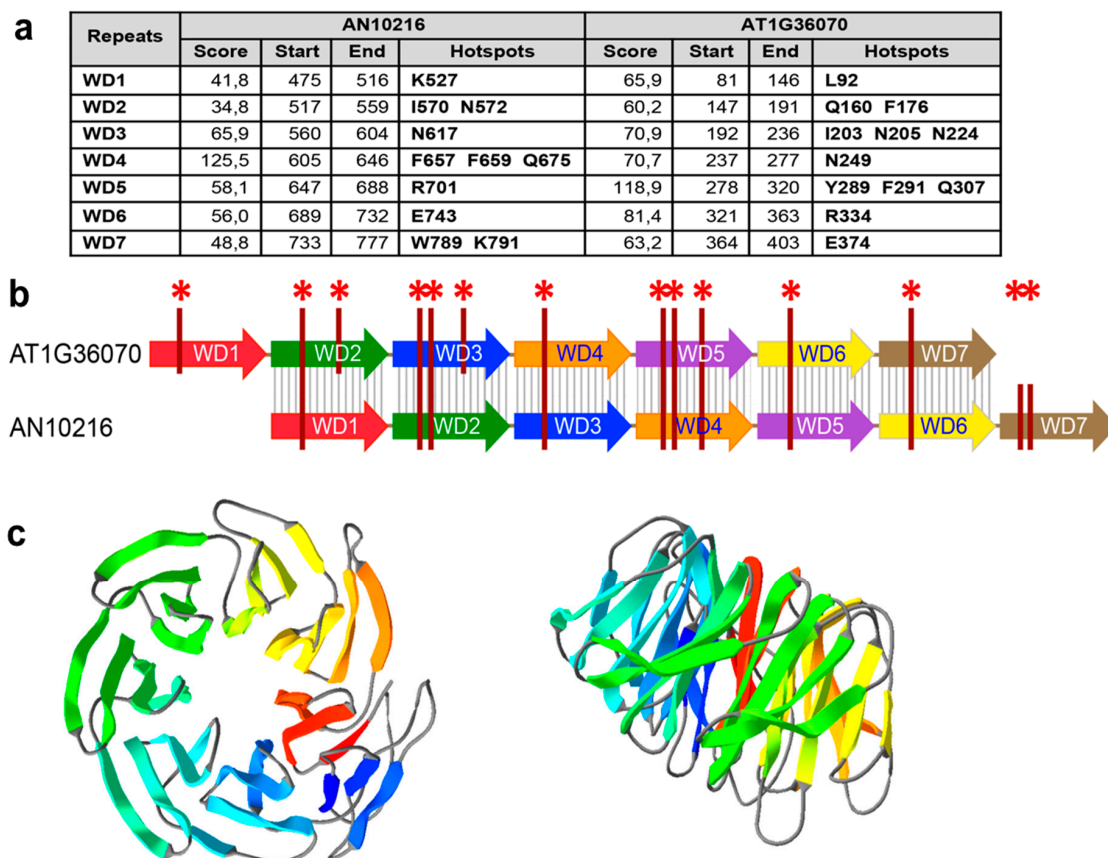 a
Repeats AN10216 AT1G36070
Score Start End Hotspots Score Start End Hotspots
WD1 41,8 475 516 K527 65,9 81 146 L92
WD2 34,8 517 559 I570 N572 60,2 147 191 Q160 F176
WD3 65,9 560 604 N617 70,9 192 236 I203 N205 N224
WD4 125,5 605 646 F657 F659 Q675 70,7 237 277 N249
WD5 58,1 647 688 R701 118,9 278 320 Y289 F291 Q307
WD6 56,0 689 732 E743 81,4 321 363 R334
WD7 48,8 733 777 W789 K791 63,2 364 403 E374
b
* * * ** * * ** * * * **
AT1G36070 WD1 WD2 WD3 WD4 WD5 WD6 WD7
AN10216 WD1 WD2 WD3 WD4 WD5 WD6 WD7
c